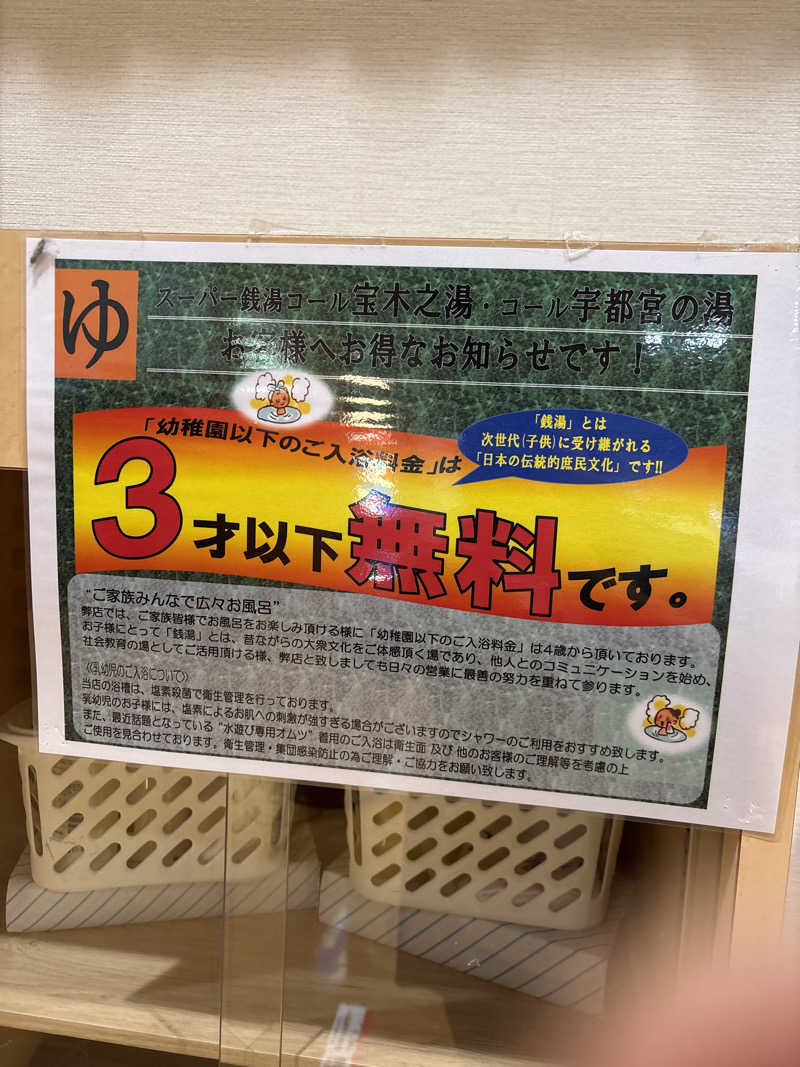 ゆ
スーパー銭湯コール宝木之湯・コール宇都宮の湯
お客様へお得なお知らせです!
「幼稚園以下のご入浴料金」は
「銭湯」とは
次世代(子供)に受け継がれる
「日本の伝統的庶民文化」です!!
3才以下無料です。
"ご家族みんなで広々お風呂"
弊店では、ご家族皆様でお風呂をお楽しみ頂ける様に「幼稚園以下のご入浴料金」は4歳から頂いております。
お子様にとって「銭湯」とは、昔ながらの大衆文化をご体感頂く場であり、他人とのコミュニケーションを始め、
社会教育の場としてご活用頂ける様、弊店と致しましても日々の営業に最善の努力を重ねて参ります。
《乳幼児のご入浴について》
当店の浴槽は、塩素殺菌で衛生管理を行っております。
乳幼児のお子様には、塩素によるお肌への刺激が強すぎる場合がございますのでシャワーのご利用をおすすめ致します。
また、最近話題となっている"水遊び専用オムツ"着用のご入浴は衛生面 及び 他のお客様のご理解等を考慮の上
ご使用を見合わせております。衛生管理・集団感染防止の為ご理解・ご協力をお願い致します。